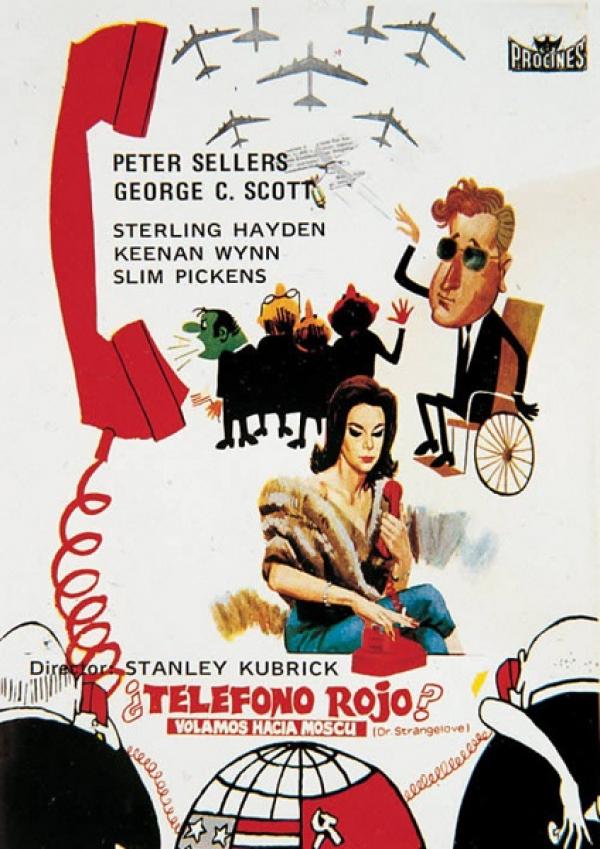 PROCINES
PETER SELLERS
GEORGE C. SCOTT
STERLING HAYDEN
KEENAN WYNN
SLIM PICKENS
Director: STANLEY KUBRICK
¿TELEFONO ROJO?
VOLAMOS HACIA MOSCU
(Dr. Strangelove)